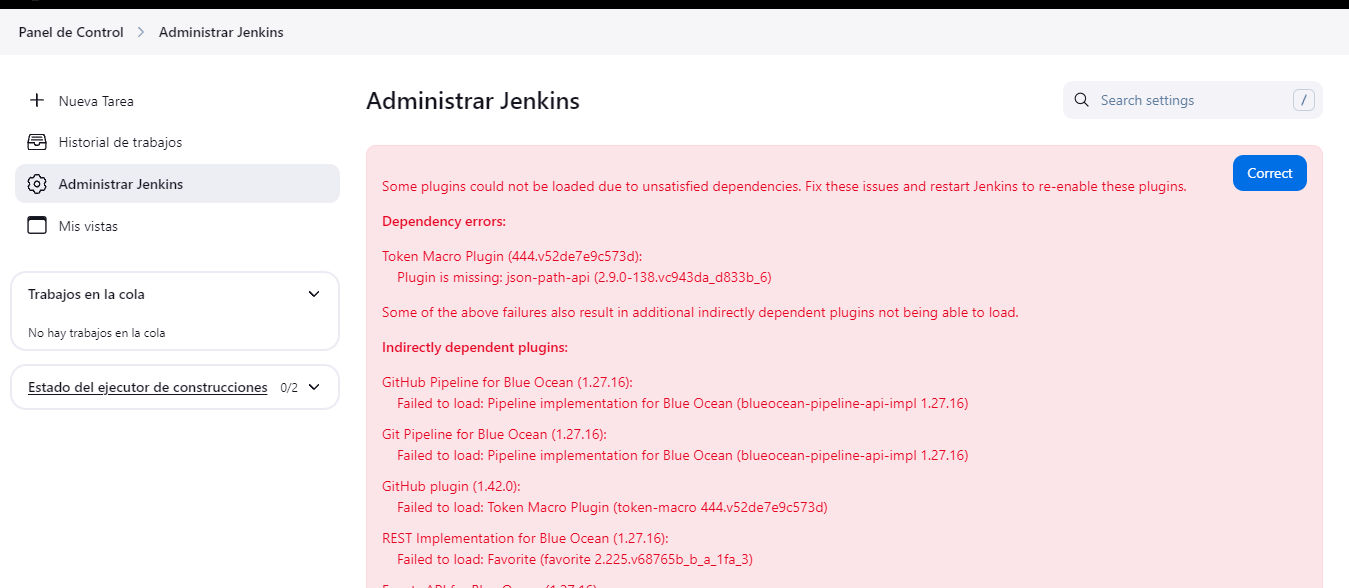 Panel de Control > Administrar Jenkins
Nueva Tarea
Historial de trabajos
Administrar Jenkins
Mis vistas
Trabajos en la cola
No hay trabajos en la cola
Estado del ejecutor de construcciones 0/2
Administrar Jenkins
Search settings /
Correct
Some plugins could not be loaded due to unsatisfied dependencies. Fix these issues and restart Jenkins to re-enable these plugins.
Dependency errors:
Token Macro Plugin (444.v52de7e9c573d):
Plugin is missing: json-path-api (2.9.0-138.vc943da_d833b_6)
Some of the above failures also result in additional indirectly dependent plugins not being able to load.
Indirectly dependent plugins:
GitHub Pipeline for Blue Ocean (1.27.16):
Failed to load: Pipeline implementation for Blue Ocean (blueocean-pipeline-api-impl 1.27.16)
Git Pipeline for Blue Ocean (1.27.16):
Failed to load: Pipeline implementation for Blue Ocean (blueocean-pipeline-api-impl 1.27.16)
GitHub plugin (1.42.0):
Failed to load: Token Macro Plugin (token-macro 444.v52de7e9c573d)
REST Implementation for Blue Ocean (1.27.16):
Failed to load: Favorite (favorite 2.225.v68765b_b_a_1fa_3)